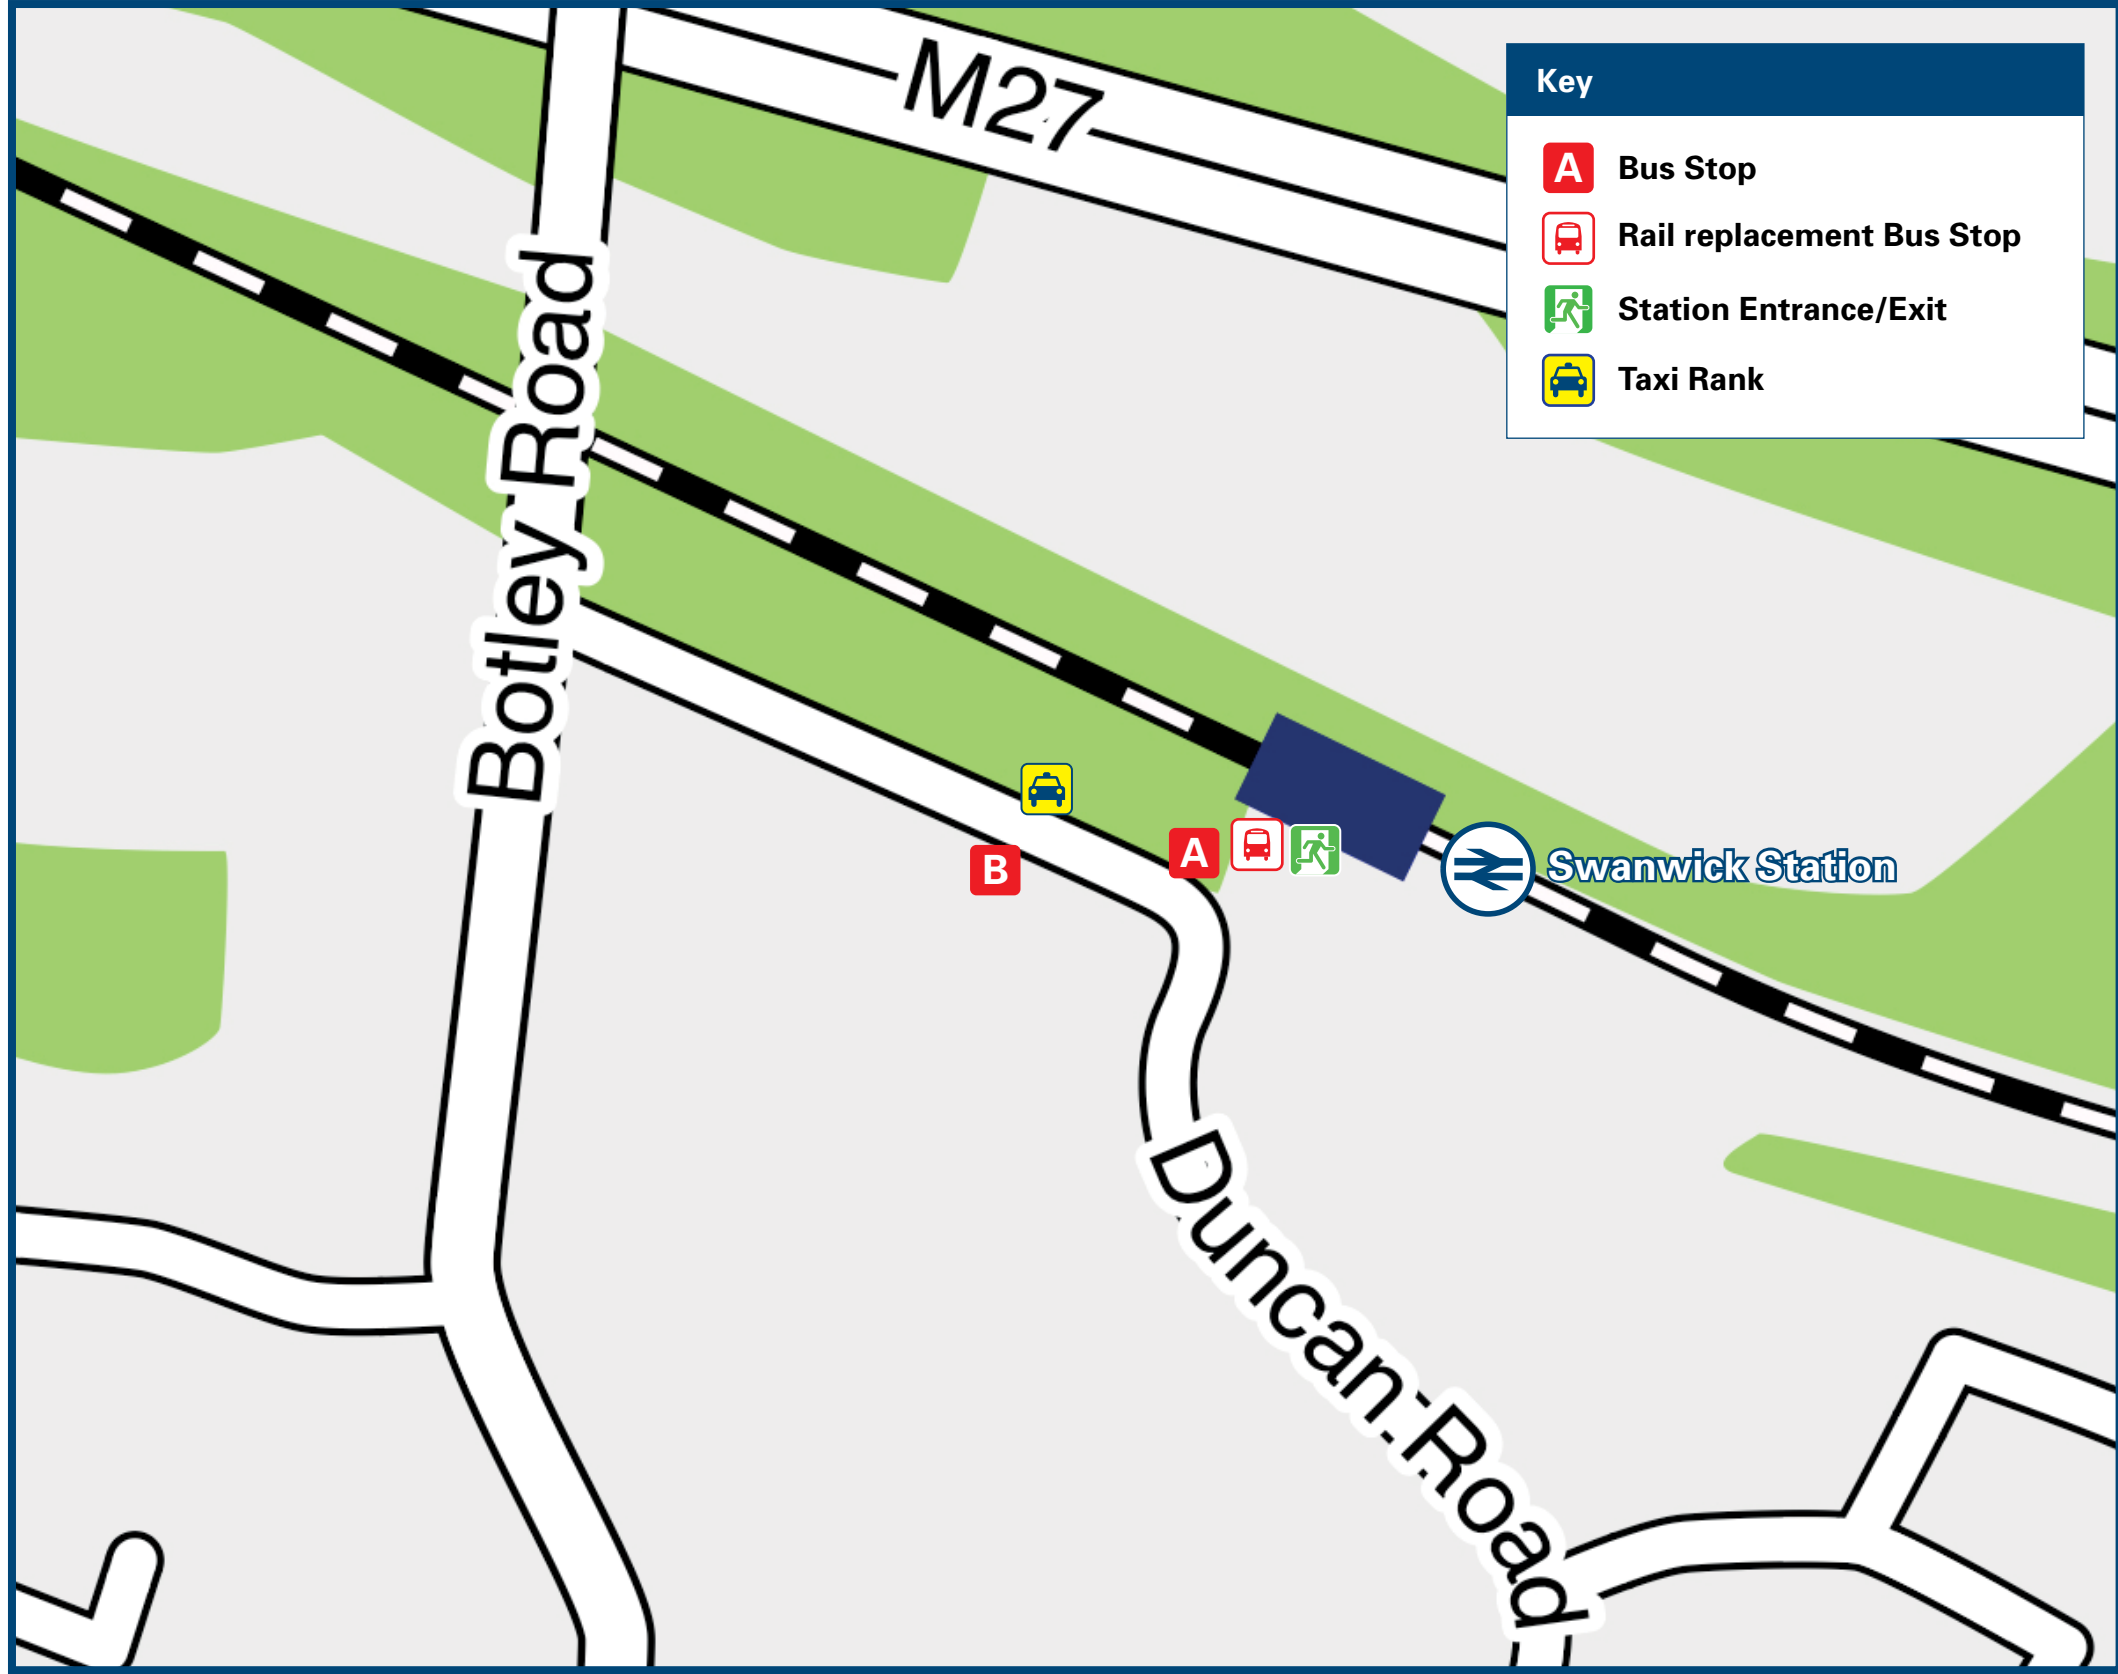 M27
Key
A Bus Stop
Rail replacement Bus Stop
Station Entrance/Exit
Taxi Rank
Botley Road
A
B
Swanwick Station
Duncan Road